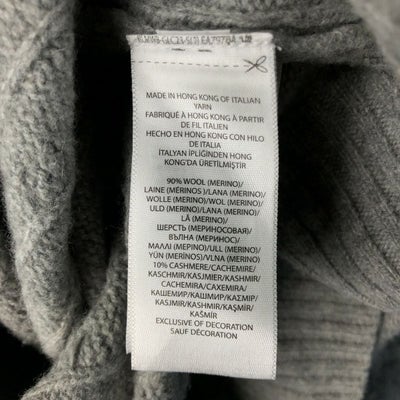 MADE IN HONG KONG OF ITALIAN
YARN
FABRIQUÉ À HONG KONG À PARTIR
DE FIL ITALIEN
HECHO EN HONG KONG CON HILO
DE ITALIA
İTALYAN İPLİĞİNDEN HONG
KONG'DA ÜRETİLMİŞTİR
90% WOOL (MERINO)/
LAINE (MÉRINOS)/LANA (MERINO)/
WOLLE (MERINO)/WOL (MERINO)/
ULD (MERINO)/LANA (MERINO)/
LÃ (MERINO)/
ШЕРСТЬ (МЕРИНОСОВАЯ)/
ВЪЛНА (МЕРИНОС)/
ΜΑΛΛΙ (ΜΕΡΙΝΟ)/ULL (MERINO)/
YÜN (MERİNOS)/VLNA (MERINO)
10% CASHMERE/CACHEMIRE/
KASCHMIR/KASJMIER/KASHMIR/
CACHEMIRA/CAXEMIRA/
КАШЕМИР/КАШМИР/ΚΑΣΜΙΡ/
KASHMIR/KAŞMİR/
KAŠMÍR
EXCLUSIVE OF DECORATION
SAUF DÉCORATION